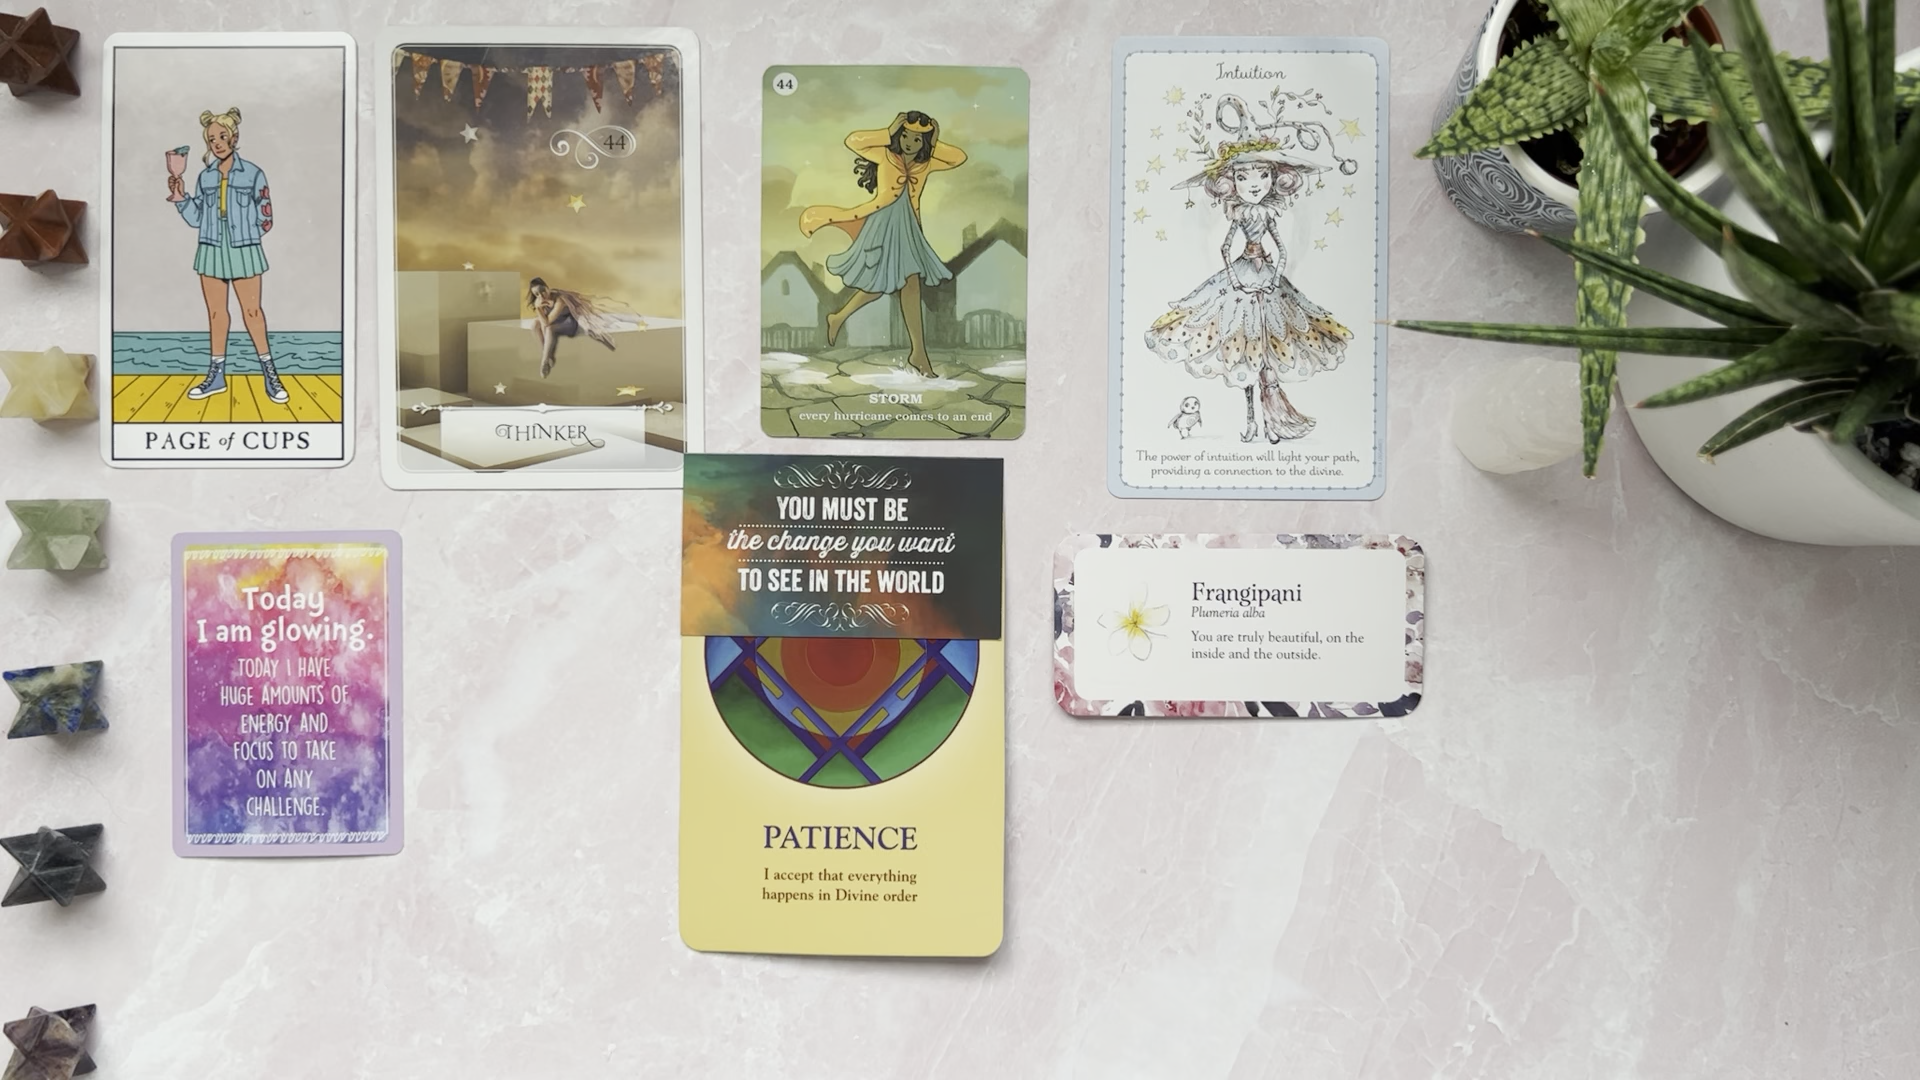 PAGE of CUPS
44
THINKER
44
STORM
every hurricane comes to an end
Intuition
The power of intuition will light your path,
providing a connection to the divine.
Today
I am glowing.
TODAY I HAVE
HUGE AMOUNTS OF
ENERGY AND
FOCUS TO TAKE
ON ANY
CHALLENGE.
YOU MUST BE
the change you want
TO SEE IN THE WORLD
PATIENCE
I accept that everything
happens in Divine order
Frangipani
Plumeria alba
You are truly beautiful, on the
inside and the outside.